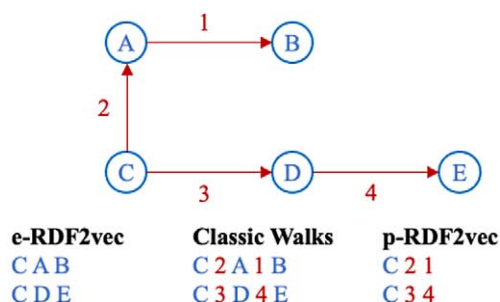 1
A B
2
C D E
3 4
e-RDF2vec Classic Walks p-RDF2vec
C A B C 2 A 1 B C 2 1
C D E C 3 D 4 E C 3 4